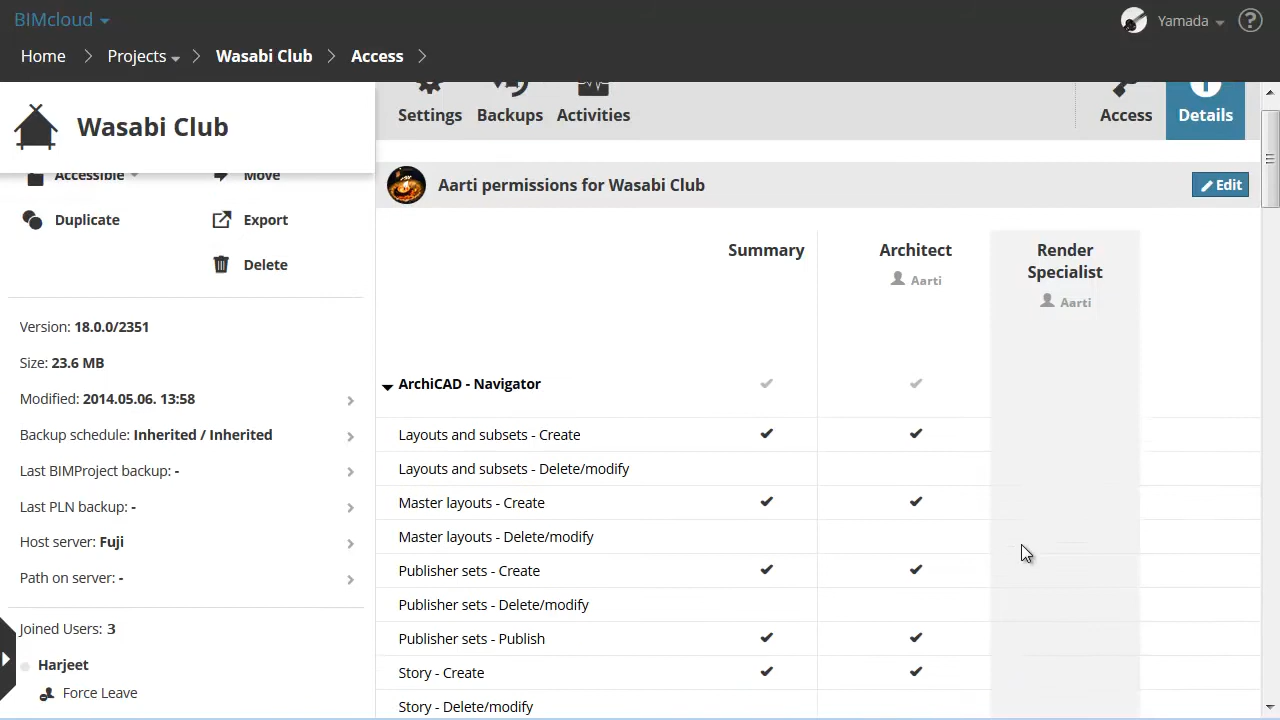 BIMcloud
Yamada
Home
Projects
Wasabi Club
Access
Wasabi Club
Accessible
Move
Duplicate
Export
Delete
Version: 18.0.0/2351
Size: 23.6 MB
Modified: 2014.05.06. 13:58
Backup schedule: Inherited / Inherited
Last BIMProject backup: -
Last PLN backup: -
Host server: Fuji
Path on server: -
Joined Users: 3
Harjeet
Force Leave
Settings
Backups
Activities
Access
Details
Aarti permissions for Wasabi Club
Edit
Summary
Architect
Aarti
Render
Specialist
Aarti
ArchiCAD - Navigator
Layouts and subsets - Create
Layouts and subsets - Delete/modify
Master layouts - Create
Master layouts - Delete/modify
Publisher sets - Create
Publisher sets - Delete/modify
Publisher sets - Publish
Story - Create
Story - Delete/modify